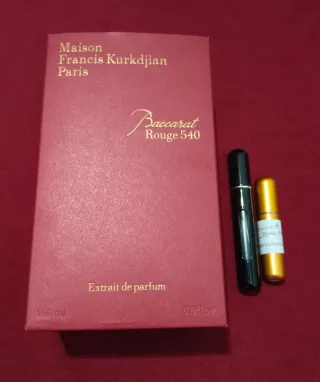 Maison
Francis Kurkdjian
Paris
Baccarat
Rouge 540
Extrait de parfum